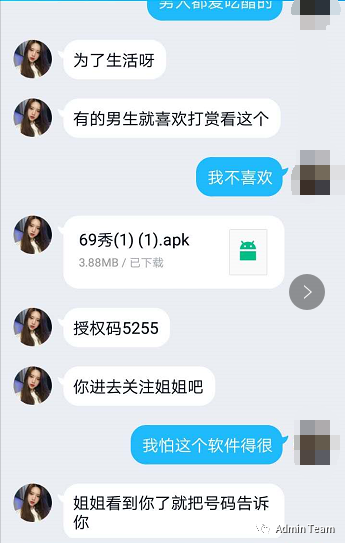 男人都爱吃醋的
为了生活呀
有的男生就喜欢打赏看这个
我不喜欢
69秀(1) (1).apk
3.88MB / 已下载
授权码5255
你进去关注姐姐吧
我怕这个软件得很
姐姐看到你了就把号码告诉
你
Admin Team